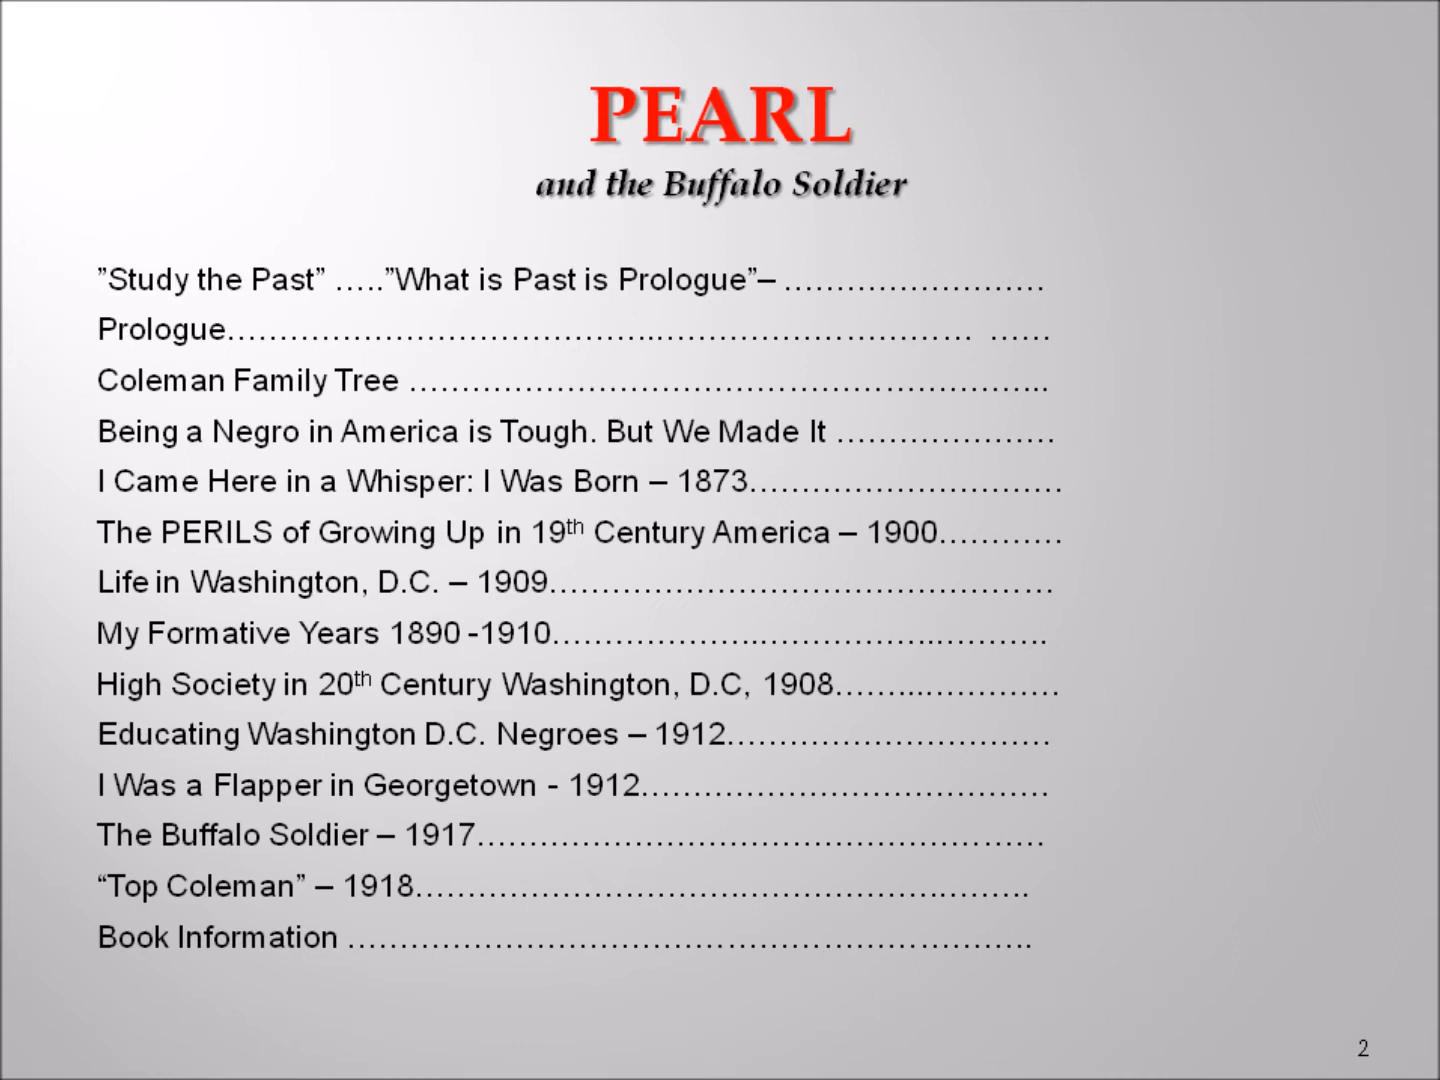 PEARL
and the Buffalo Soldier
”Study the Past” …..”What is Past is Prologue”– …………………….
Prologue…………………………………..………………………… ……
Coleman Family Tree ……………………………………………………..
Being a Negro in America is Tough. But We Made It …………………
I Came Here in a Whisper: I Was Born – 1873…………………………
The PERILS of Growing Up in 19th Century America – 1900…………
Life in Washington, D.C. – 1909…………………………………………
My Formative Years 1890 -1910………………..……………..……….
High Society in 20th Century Washington, D.C, 1908……..…………
Educating Washington D.C. Negroes – 1912…………………………
I Was a Flapper in Georgetown - 1912…………………………………
The Buffalo Soldier – 1917………………………………………………
“Top Coleman” – 1918………………………….……………….…….
Book Information ………………………………………………………..
2